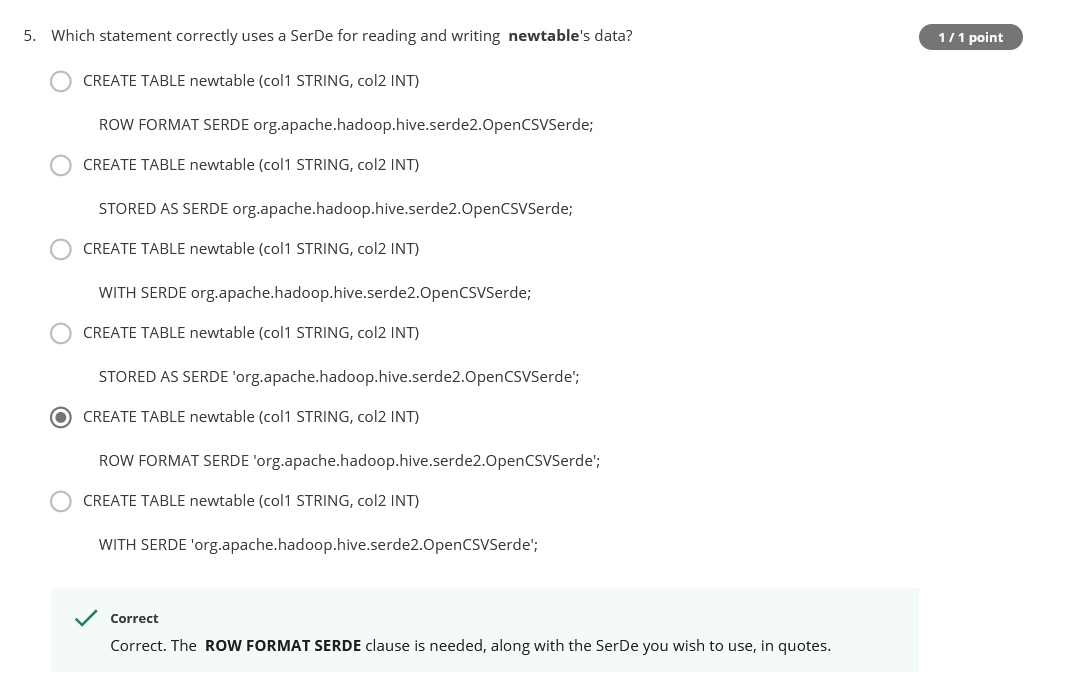 5. Which statement correctly uses a SerDe for reading and writing newtable's data?
1 / 1 point
CREATE TABLE newtable (col1 STRING, col2 INT)
ROW FORMAT SERDE org.apache.hadoop.hive.serde2.OpenCSVSerde;
CREATE TABLE newtable (col1 STRING, col2 INT)
STORED AS SERDE org.apache.hadoop.hive.serde2.OpenCSVSerde;
CREATE TABLE newtable (col1 STRING, col2 INT)
WITH SERDE org.apache.hadoop.hive.serde2.OpenCSVSerde;
CREATE TABLE newtable (col1 STRING, col2 INT)
STORED AS SERDE 'org.apache.hadoop.hive.serde2.OpenCSVSerde';
CREATE TABLE newtable (col1 STRING, col2 INT)
ROW FORMAT SERDE 'org.apache.hadoop.hive.serde2.OpenCSVSerde';
CREATE TABLE newtable (col1 STRING, col2 INT)
WITH SERDE 'org.apache.hadoop.hive.serde2.OpenCSVSerde';
Correct
Correct. The ROW FORMAT SERDE clause is needed, along with the SerDe you wish to use, in quotes.